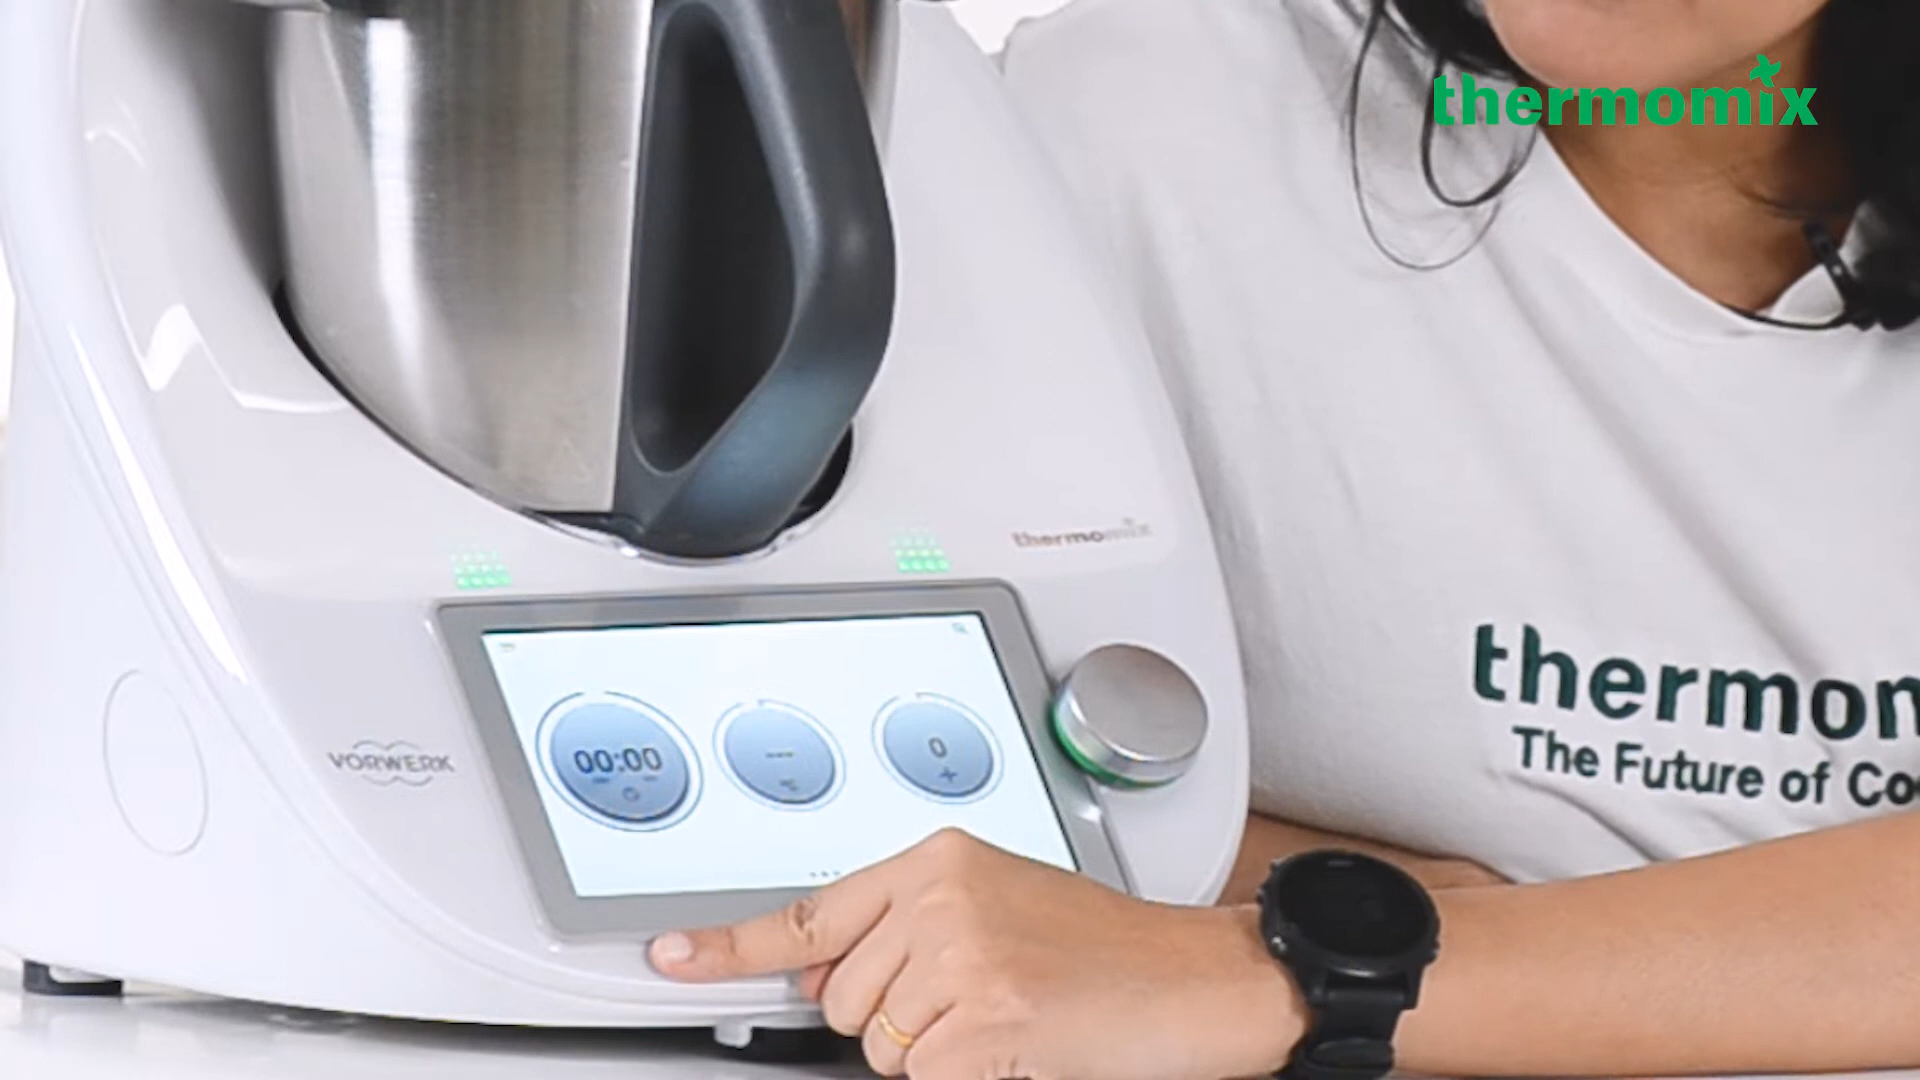 thermomix
thermomix
VORWERK
00:00
---
°C
0
thermom
The Future of Co